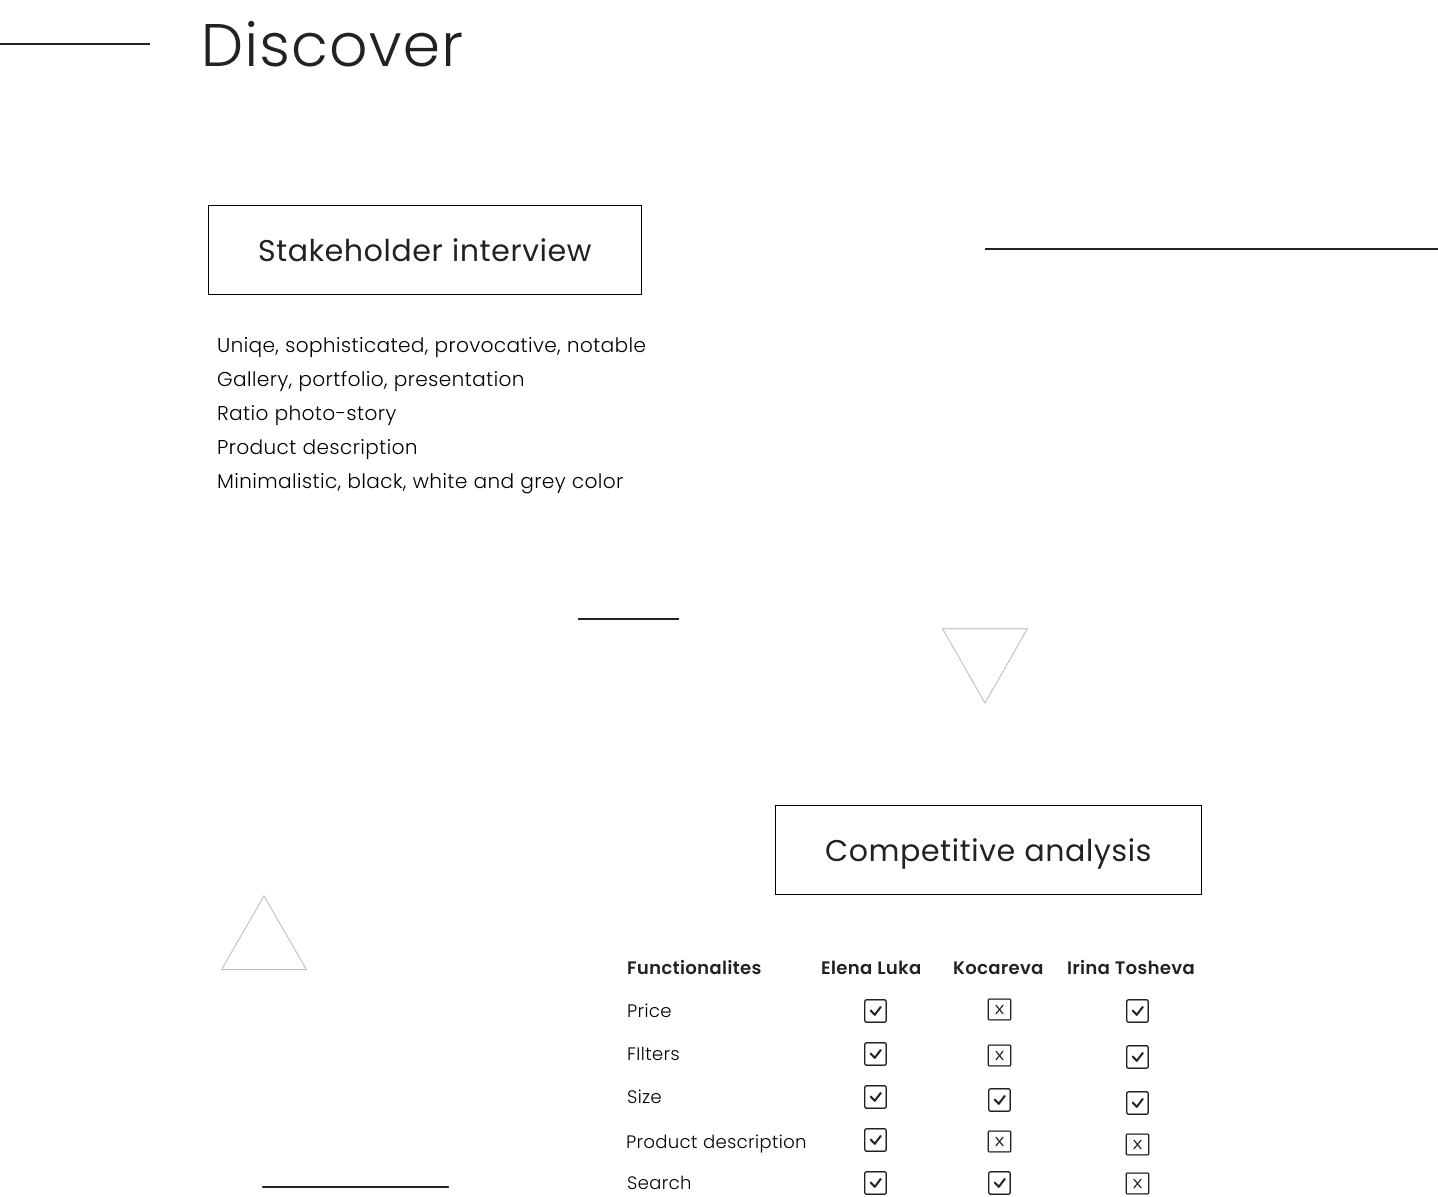 Discover
Stakeholder interview
Uniqe, sophisticated, provocative, notable
Gallery, portfolio, presentation
Ratio photo-story
Product description
Minimalistic, black, white and grey color
Competitive analysis
Functionalites Elena Luka Kocareva Irina Tosheva
Price
FIlters
Size
Product description
Search